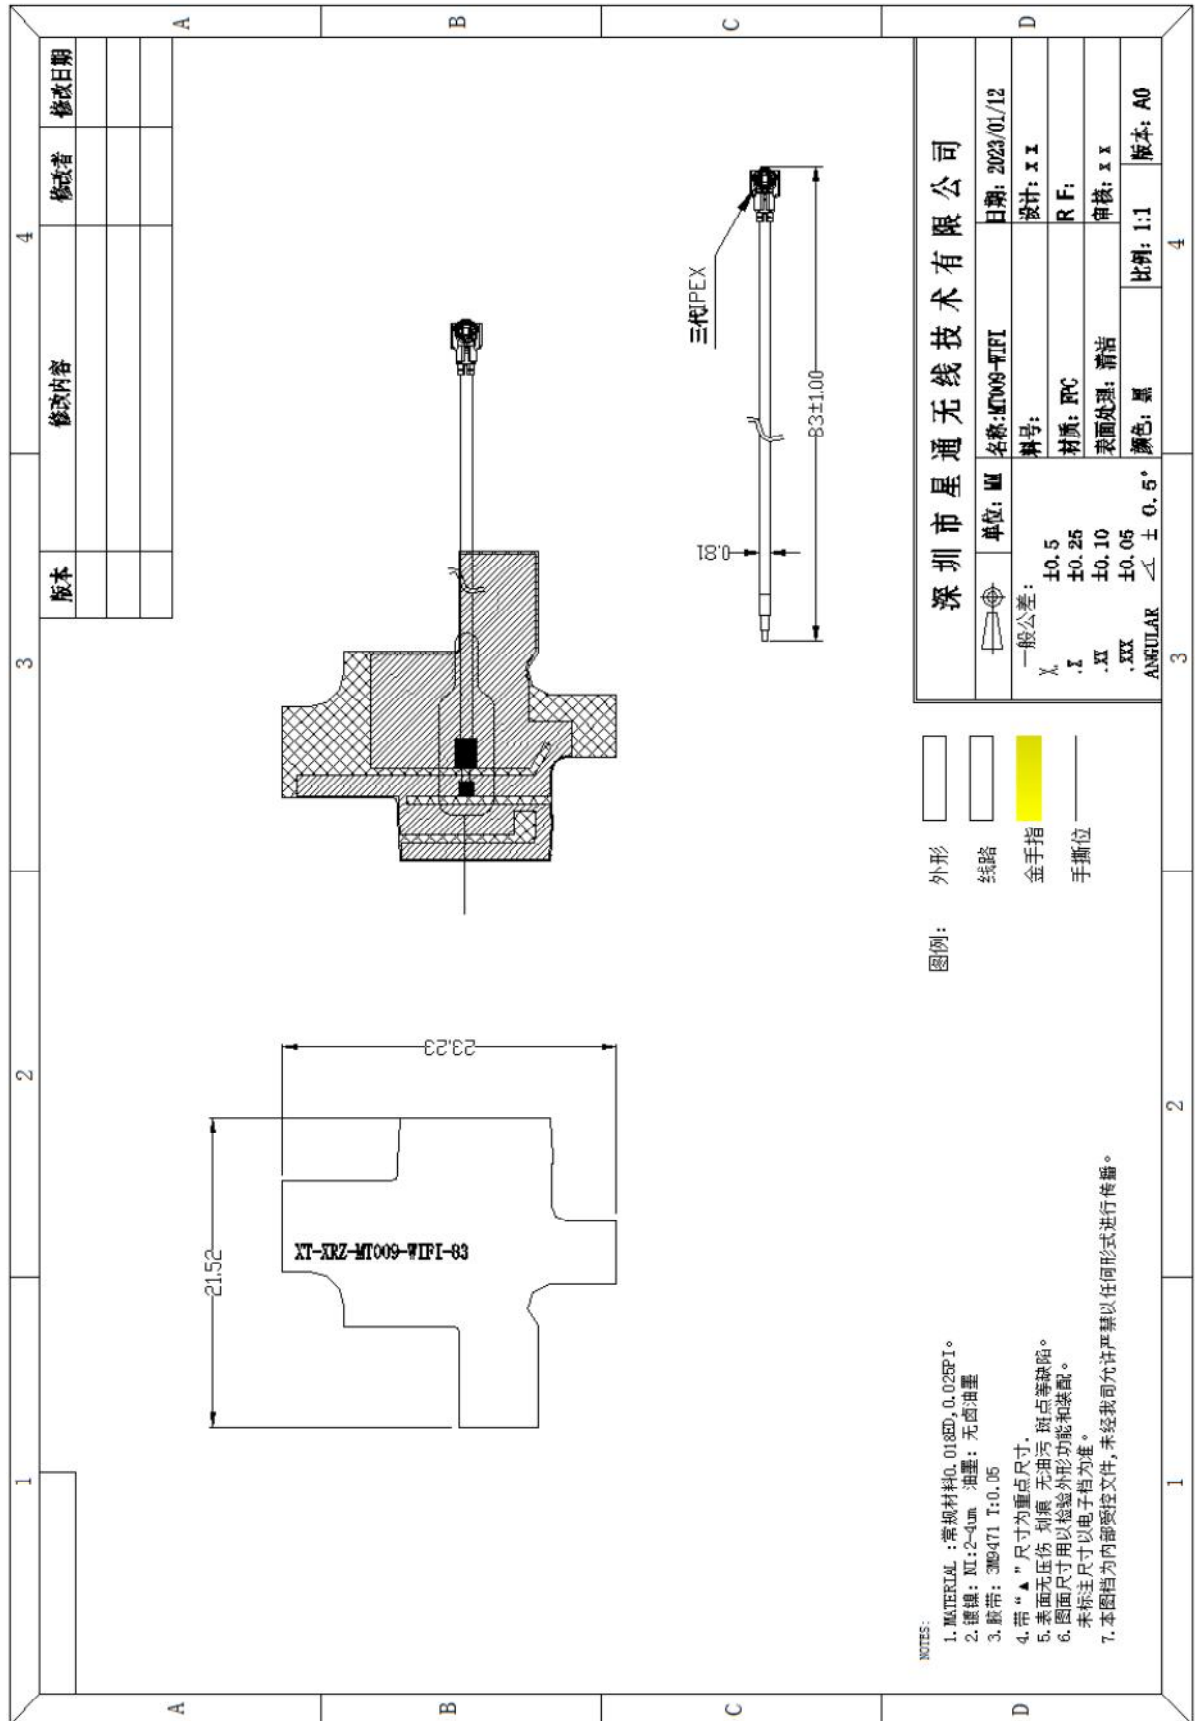 1 2 3 4
A
B
C
D
A
B
C
D
1 2 3 4
版本 修改内容 修改者 修改日期
21.52
23.23
XT-XRZ-MT009-WIFI-83
三代IPEX
0.81
83±1.00
图例:
外形
线路
金手指
手撕位
NOTES:
1. MATERIAL :常规材料0.018ED,0.025PI。
2. 镀镍: NI:2-4um 油墨: 无卤油墨
3. 胶带: 3M9471 T:0.05
4. 带“▲”尺寸为重点尺寸.
5. 表面无压伤 划痕 无油污 斑点等缺陷。
6. 图面尺寸用以检验外形功能和装配。
未标注尺寸以电子档为准。
7. 本图档为内部受控文件,未经我司允许严禁以任何形式进行传播。
深圳市星通无线技术有限公司
单位: MM
名称:MT009-WIFI
日期: 2023/01/12
一般公差:
X. ±0.5
.X ±0.25
.XX ±0.10
.XXX ±0.05
ANGULAR ∠ ± 0.5°
料号:
设计: X X
材质: FPC
R F:
表面处理: 清洁
审核: X X
颜色: 黑
比例: 1:1
版本: A0